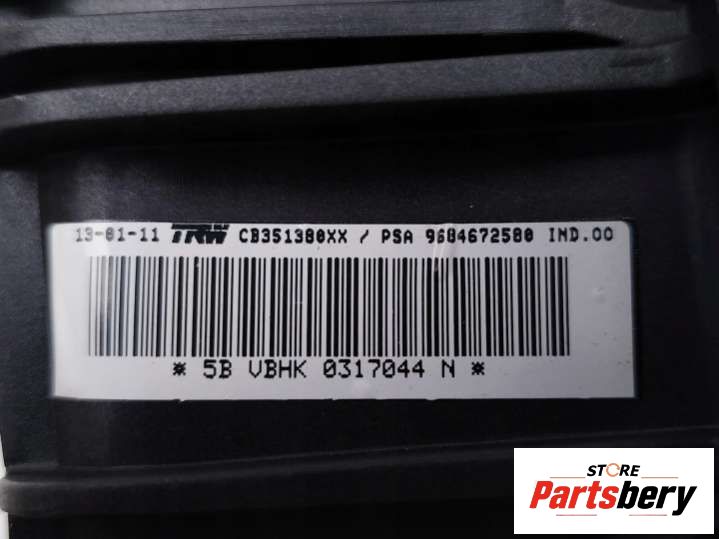 13-01-11 TRW CB351380XX / PSA 9684672580 IND.00
* 5B VBHK 0317044 N *
STORE
Partsbery